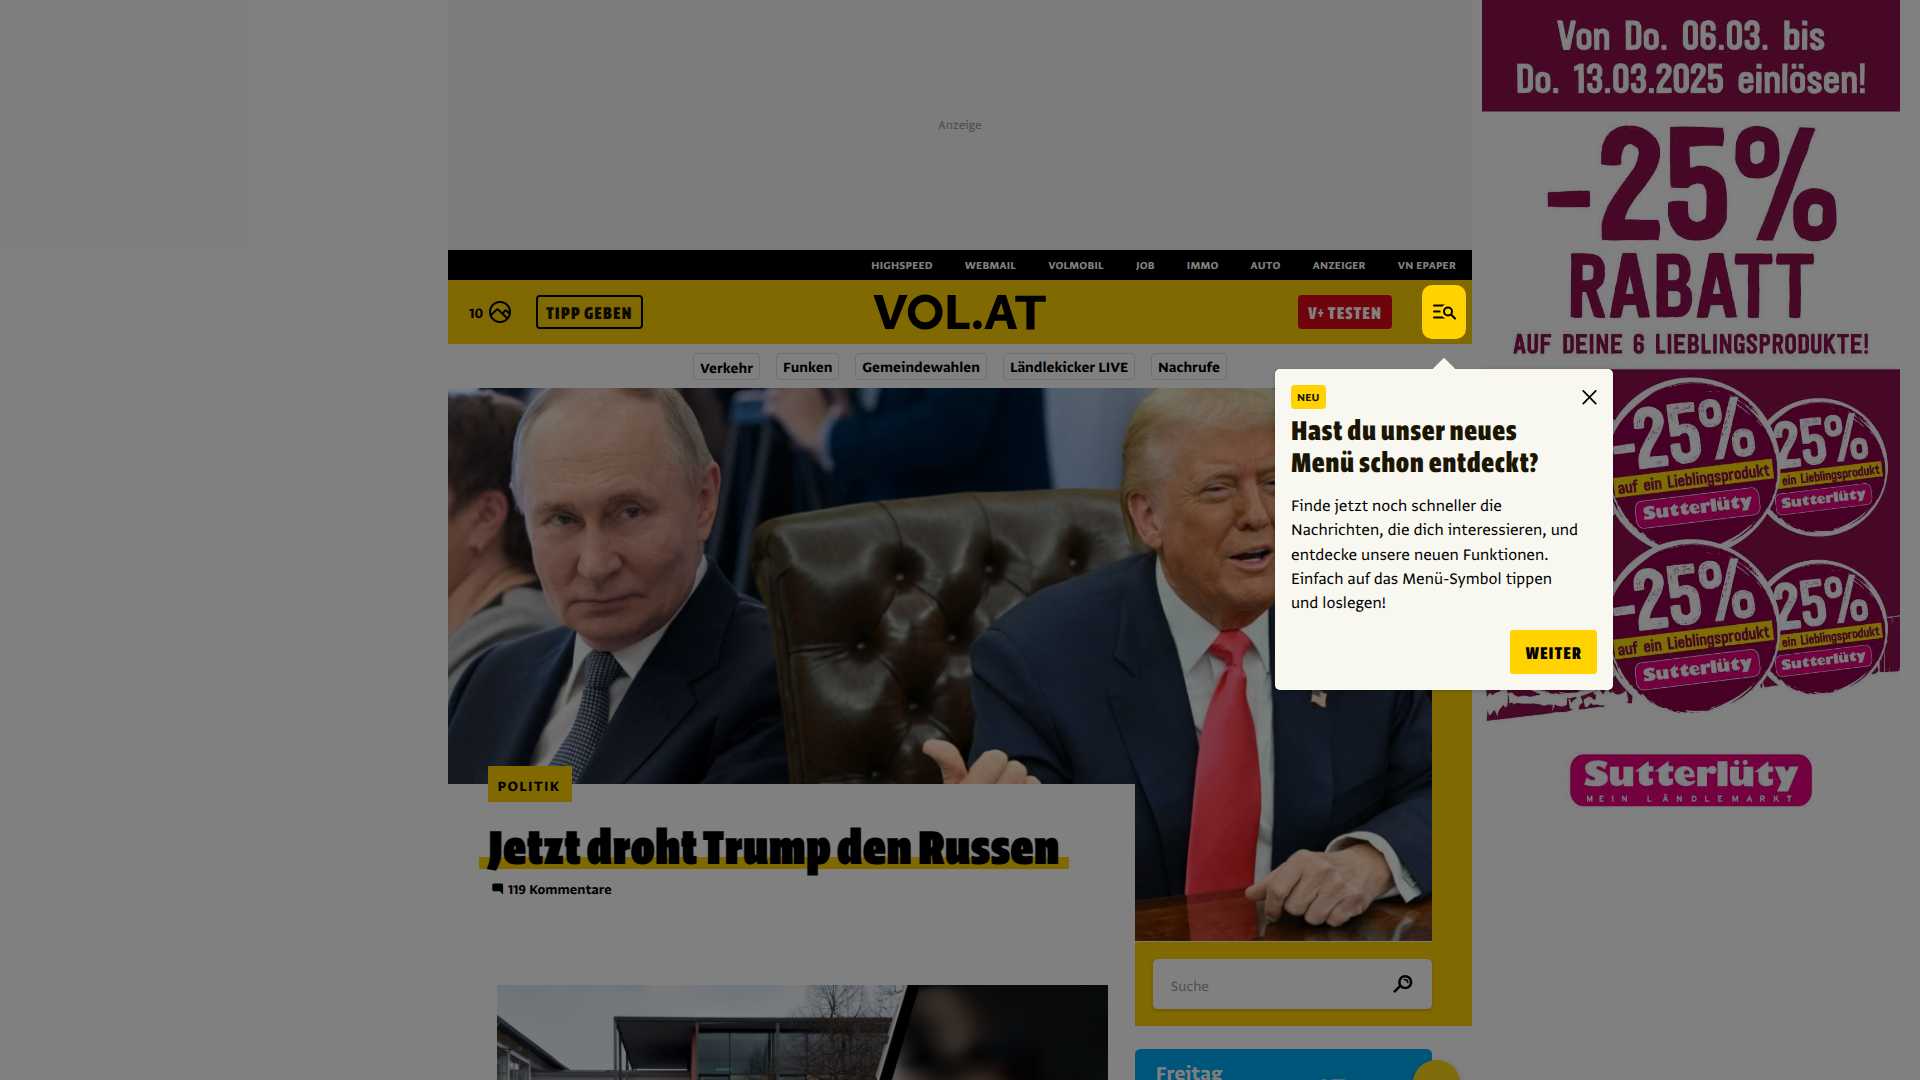 Von Do. 06.03. bis
Do. 13.03.2025 einlösen!
Anzeige
-25%
RABATT
AUF DEINE 6 LIEBLINGSPRODUKTE!
HIGHSPEED WEBMAIL VOLMOBIL JOB IMMO AUTO ANZEIGER VN EPAPER
10 TIPP GEBEN VOL.AT V+ TESTEN
Verkehr Funken Gemeindewahlen Ländlekicker LIVE Nachrufe
NEU
Hast du unser neues
Menü schon entdeckt?
Finde jetzt noch schneller die
Nachrichten, die dich interessieren, und
entdecke unsere neuen Funktionen.
Einfach auf das Menü-Symbol tippen
und loslegen!
WEITER
-25%
auf ein Lieblingsprodukt
Sutterlüty
25%
ein Lieblingsprodukt
Sutterlüty
-25%
auf ein Lieblingsprodukt
Sutterlüty
25%
ein Lieblingsprodukt
Sutterlüty
Sutterlüty
MEIN LÄNDLEMARKT
POLITIK
Jetzt droht Trump den Russen
119 Kommentare
Suche
Freitag